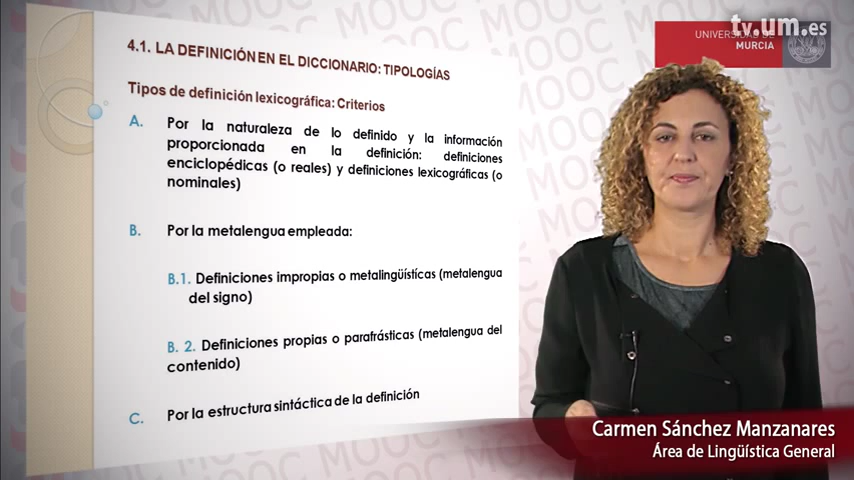 4.1. LA DEFINICIÓN EN EL DICCIONARIO: TIPOLOGÍAS
Tipos de definición lexicográfica: Criterios
A. Por la naturaleza de lo definido y la información
proporcionada en la definición: definiciones
enciclopédicas (o reales) y definiciones lexicográficas (o
nominales)
B. Por la metalengua empleada:
B.1. Definiciones impropias o metalingüísticas (metalengua
del signo)
B. 2. Definiciones propias o parafrásticas (metalengua del
contenido)
C. Por la estructura sintáctica de la definición
tv.um.es
UNIVERSIDAD DE
MURCIA
MOOC
Carmen Sánchez Manzanares
Área de Lingüística General